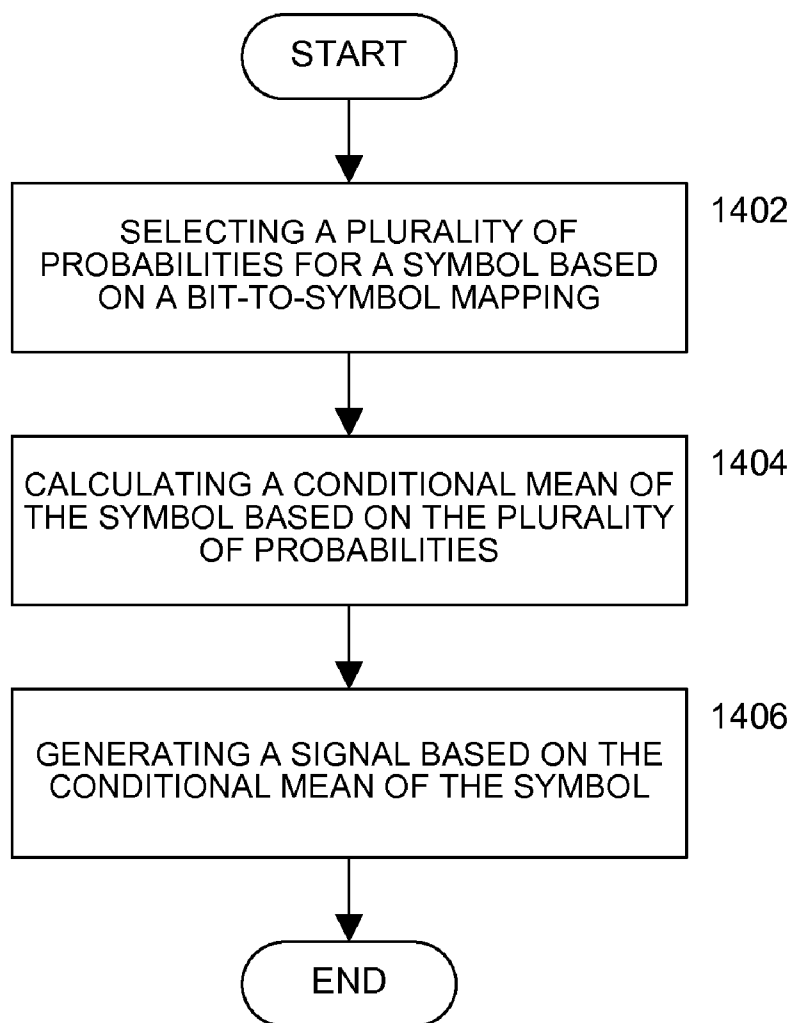 START
1402
SELECTING A PLURALITY OF
PROBABILITIES FOR A SYMBOL BASED
ON A BIT-TO-SYMBOL MAPPING
1404
CALCULATING A CONDITIONAL MEAN OF
THE SYMBOL BASED ON THE PLURALITY
OF PROBABILITIES
1406
GENERATING A SIGNAL BASED ON THE
CONDITIONAL MEAN OF THE SYMBOL
END